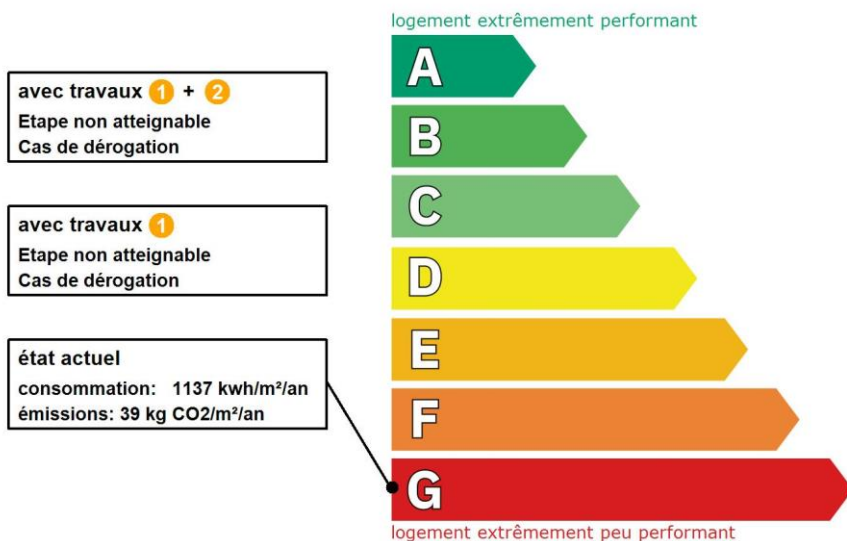 logement extrêmement performant
A
avec travaux 1 + 2
Etape non atteignable
Cas de dérogation
B
C
avec travaux 1
Etape non atteignable
Cas de dérogation
D
E
état actuel
consommation: 1137 kwh/m²/an
émissions: 39 kg CO2/m²/an
F
G
logement extrêmement peu performant